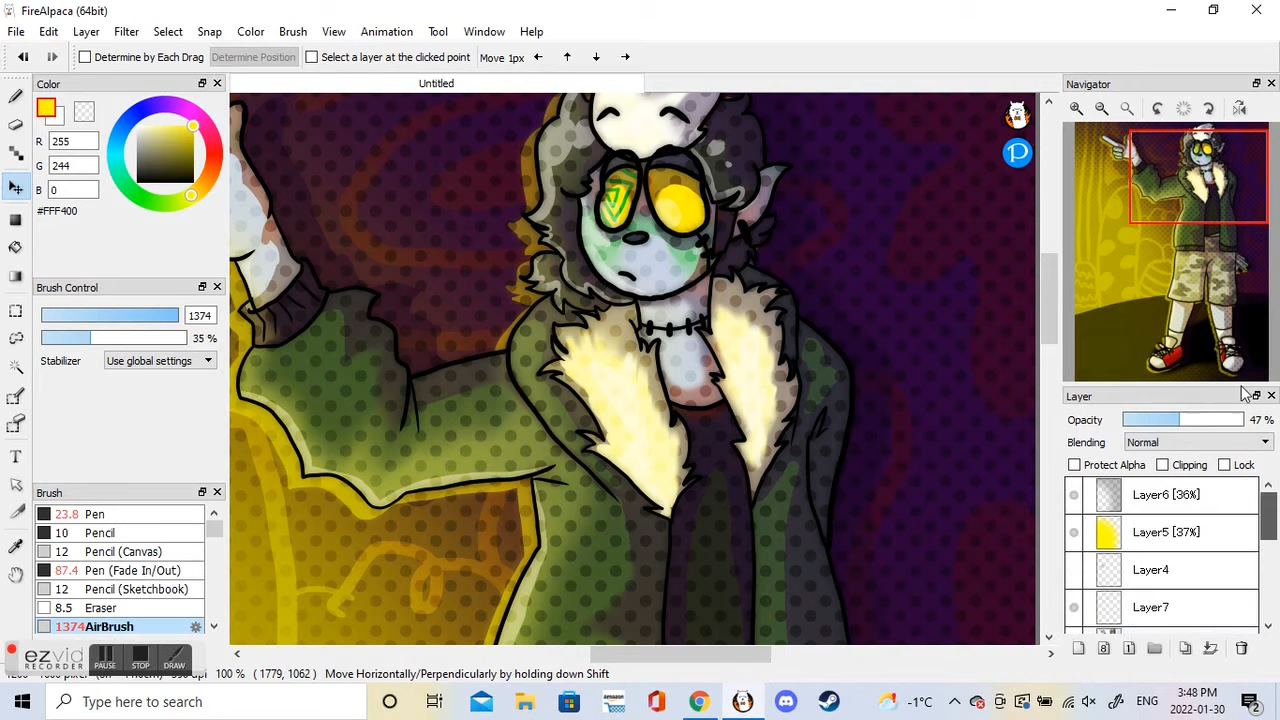 FireAlpaca (64bit)
File Edit Layer Filter Select Snap Color Brush View Animation Tool Window Help
Determine by Each Drag Determine Position Select a layer at the clicked point Move 1px
Color
Untitled
Navigator
R 255
G 244
B 0
#FFF400
Brush Control
1374
35 %
Stabilizer Use global settings
Layer
Opacity 47 %
Blending Normal
Protect Alpha Clipping Lock
Layer6 [36%]
Layer5 [37%]
Layer4
Layer7
Brush
23.8 Pen
10 Pencil
12 Pencil (Canvas)
87.4 Pen (Fade In/Out)
12 Pencil (Sketchbook)
8.5 Eraser
1374 AirBrush
ezvid
RECORDER
PAUSE STOP DRAW
100 % (1779, 1062) Move Horizontally/Perpendicularly by holding down Shift
Type here to search
amazon
-1°C
ENG
3:48 PM
2022-01-30
2